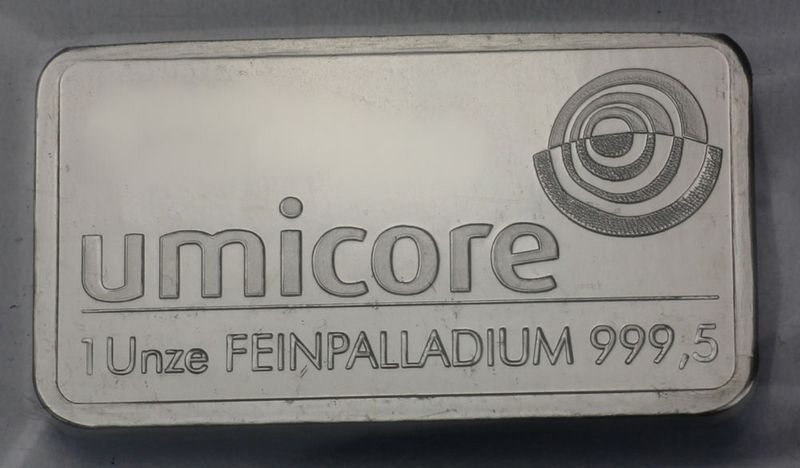 umicore
1 Unze FEINPALLADIUM 999,5